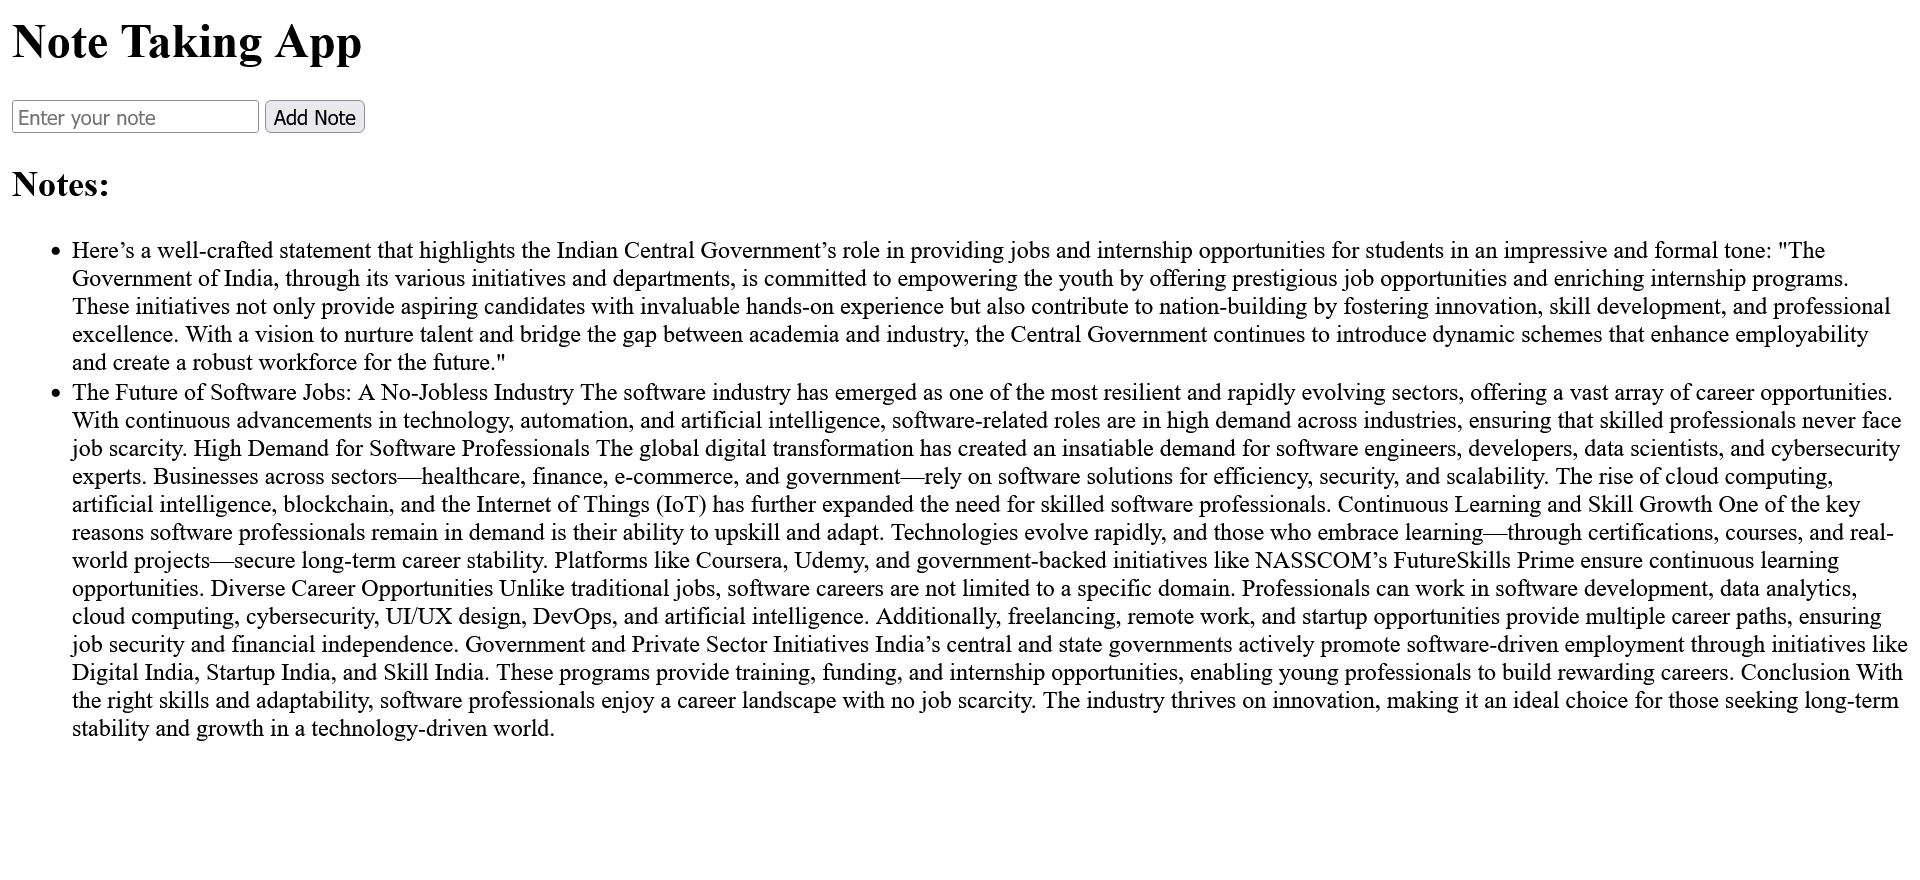 Note Taking App
Enter your note Add Note
Notes:
• Here’s a well-crafted statement that highlights the Indian Central Government’s role in providing jobs and internship opportunities for students in an impressive and formal tone: "The
Government of India, through its various initiatives and departments, is committed to empowering the youth by offering prestigious job opportunities and enriching internship programs.
These initiatives not only provide aspiring candidates with invaluable hands-on experience but also contribute to nation-building by fostering innovation, skill development, and professional
excellence. With a vision to nurture talent and bridge the gap between academia and industry, the Central Government continues to introduce dynamic schemes that enhance employability
and create a robust workforce for the future."
• The Future of Software Jobs: A No-Jobless Industry The software industry has emerged as one of the most resilient and rapidly evolving sectors, offering a vast array of career opportunities.
With continuous advancements in technology, automation, and artificial intelligence, software-related roles are in high demand across industries, ensuring that skilled professionals never face
job scarcity. High Demand for Software Professionals The global digital transformation has created an insatiable demand for software engineers, developers, data scientists, and cybersecurity
experts. Businesses across sectors—healthcare, finance, e-commerce, and government—rely on software solutions for efficiency, security, and scalability. The rise of cloud computing,
artificial intelligence, blockchain, and the Internet of Things (IoT) has further expanded the need for skilled software professionals. Continuous Learning and Skill Growth One of the key
reasons software professionals remain in demand is their ability to upskill and adapt. Technologies evolve rapidly, and those who embrace learning—through certifications, courses, and real-
world projects—secure long-term career stability. Platforms like Coursera, Udemy, and government-backed initiatives like NASSCOM’s FutureSkills Prime ensure continuous learning
opportunities. Diverse Career Opportunities Unlike traditional jobs, software careers are not limited to a specific domain. Professionals can work in software development, data analytics,
cloud computing, cybersecurity, UI/UX design, DevOps, and artificial intelligence. Additionally, freelancing, remote work, and startup opportunities provide multiple career paths, ensuring
job security and financial independence. Government and Private Sector Initiatives India’s central and state governments actively promote software-driven employment through initiatives like
Digital India, Startup India, and Skill India. These programs provide training, funding, and internship opportunities, enabling young professionals to build rewarding careers. Conclusion With
the right skills and adaptability, software professionals enjoy a career landscape with no job scarcity. The industry thrives on innovation, making it an ideal choice for those seeking long-term
stability and growth in a technology-driven world.